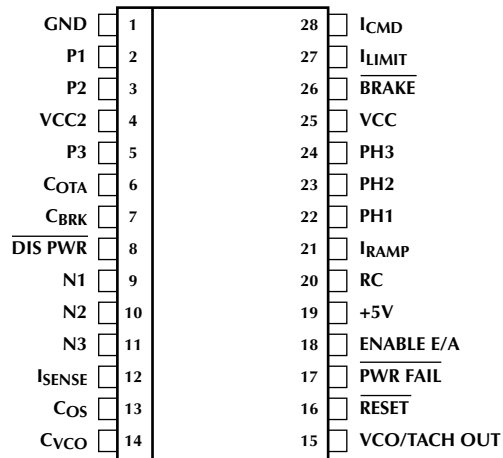 GND 1 28 ICMD
P1 2 27 ILIMIT
P2 3 26 BRAKE
VCC2 4 25 VCC
P3 5 24 PH3
COTA 6 23 PH2
CBRK 7 22 PH1
DIS PWR 8 21 IRAMP
N1 9 20 RC
N2 10 19 +5V
N3 11 18 ENABLE E/A
ISENSE 12 17 PWR FAIL
COS 13 16 RESET
CVCO 14 15 VCO/TACH OUT